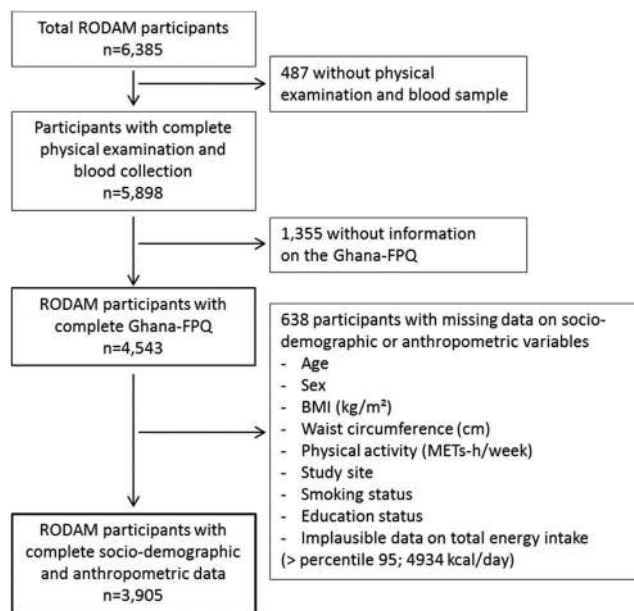 Total RODAM participants
n=6,385
487 without physical
examination and blood sample
Participants with complete
physical examination and
blood collection
n=5,898
1,355 without information
on the Ghana-FPQ
RODAM participants with
complete Ghana-FPQ
n=4,543
638 participants with missing data on socio-
demographic or anthropometric variables
- Age
- Sex
- BMI (kg/m²)
- Waist circumference (cm)
- Physical activity (METs-h/week)
- Study site
- Smoking status
- Education status
- Implausible data on total energy intake
(> percentile 95; 4934 kcal/day)
RODAM participants with
complete socio-demographic
and anthropometric data
n=3,905